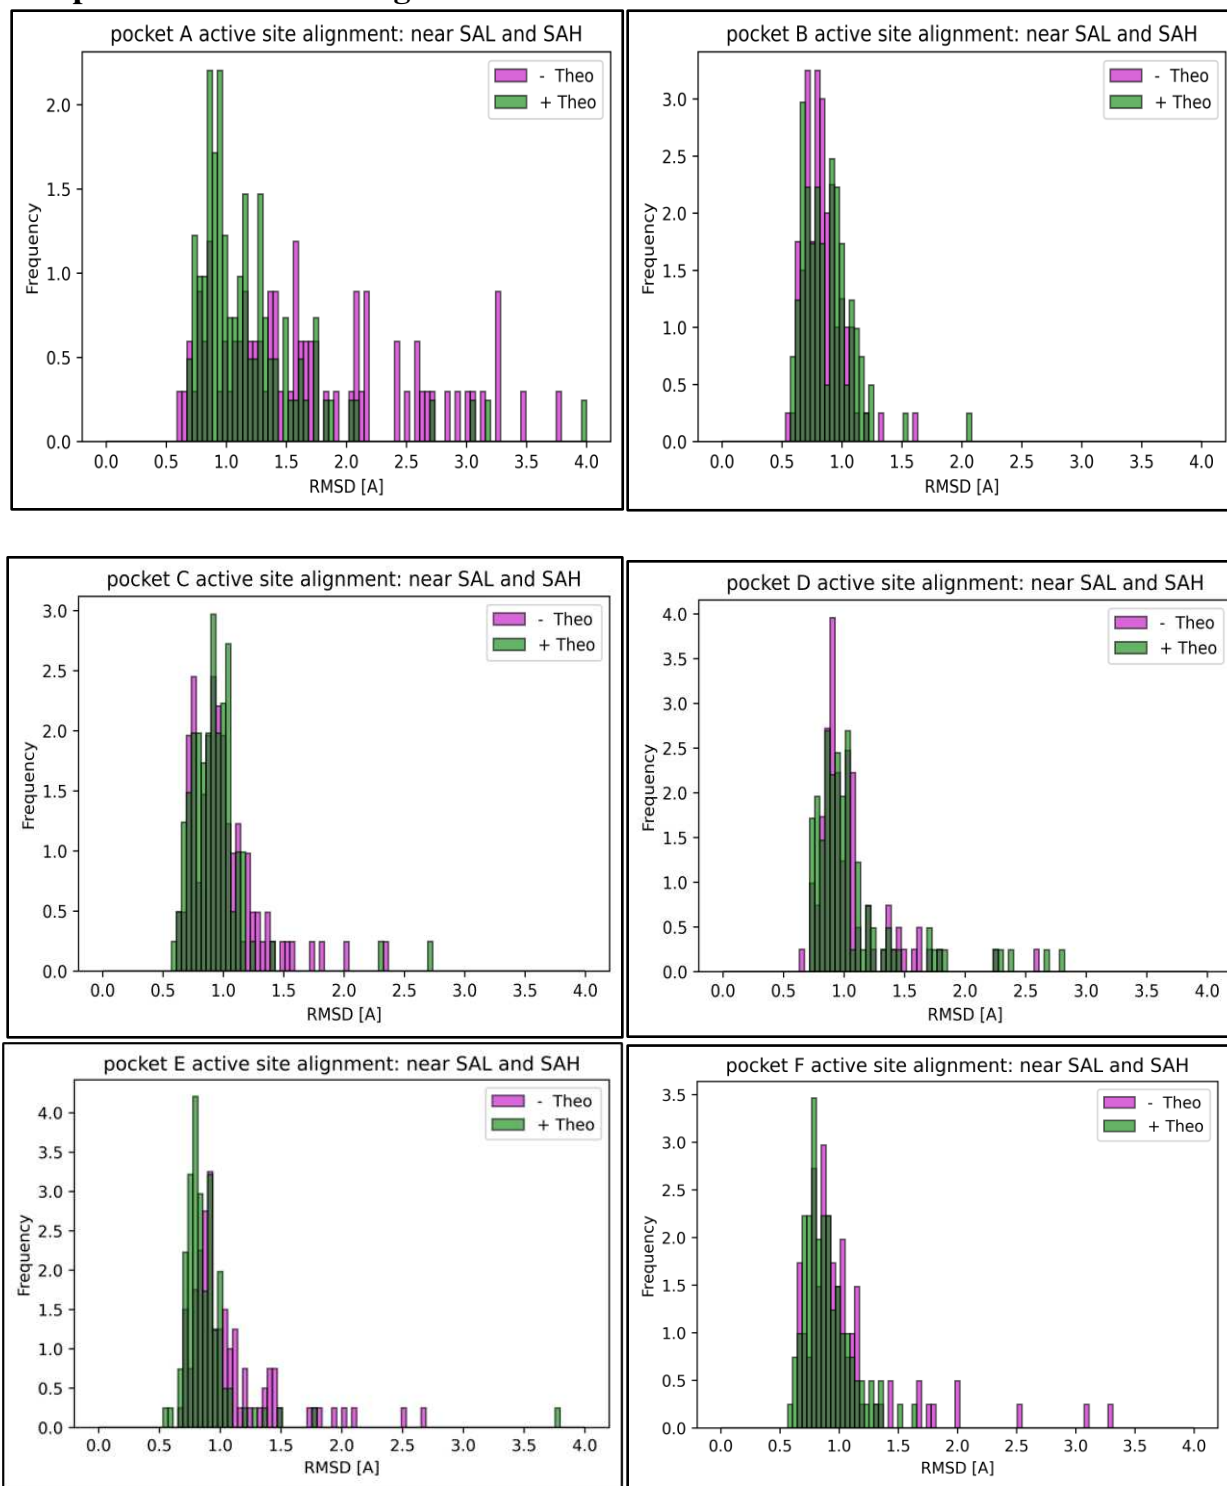 pocket A active site alignment: near SAL and SAH
- Theo
+ Theo
2.0
1.5
1.0
0.5
0.0
Frequency
0.0 0.5 1.0 1.5 2.0 2.5 3.0 3.5 4.0
RMSD [A]
pocket B active site alignment: near SAL and SAH
- Theo
+ Theo
3.0
2.5
2.0
1.5
1.0
0.5
0.0
Frequency
0.0 0.5 1.0 1.5 2.0 2.5 3.0 3.5 4.0
RMSD [A]
pocket C active site alignment: near SAL and SAH
- Theo
+ Theo
3.0
2.5
2.0
1.5
1.0
0.5
0.0
Frequency
0.0 0.5 1.0 1.5 2.0 2.5 3.0 3.5 4.0
RMSD [A]
pocket D active site alignment: near SAL and SAH
- Theo
+ Theo
4.0
3.5
3.0
2.5
2.0
1.5
1.0
0.5
0.0
Frequency
0.0 0.5 1.0 1.5 2.0 2.5 3.0 3.5 4.0
RMSD [A]
pocket E active site alignment: near SAL and SAH
- Theo
+ Theo
4.0
3.5
3.0
2.5
2.0
1.5
1.0
0.5
0.0
Frequency
0.0 0.5 1.0 1.5 2.0 2.5 3.0 3.5 4.0
RMSD [A]
pocket F active site alignment: near SAL and SAH
- Theo
+ Theo
3.5
3.0
2.5
2.0
1.5
1.0
0.5
0.0
Frequency
0.0 0.5 1.0 1.5 2.0 2.5 3.0 3.5 4.0
RMSD [A]